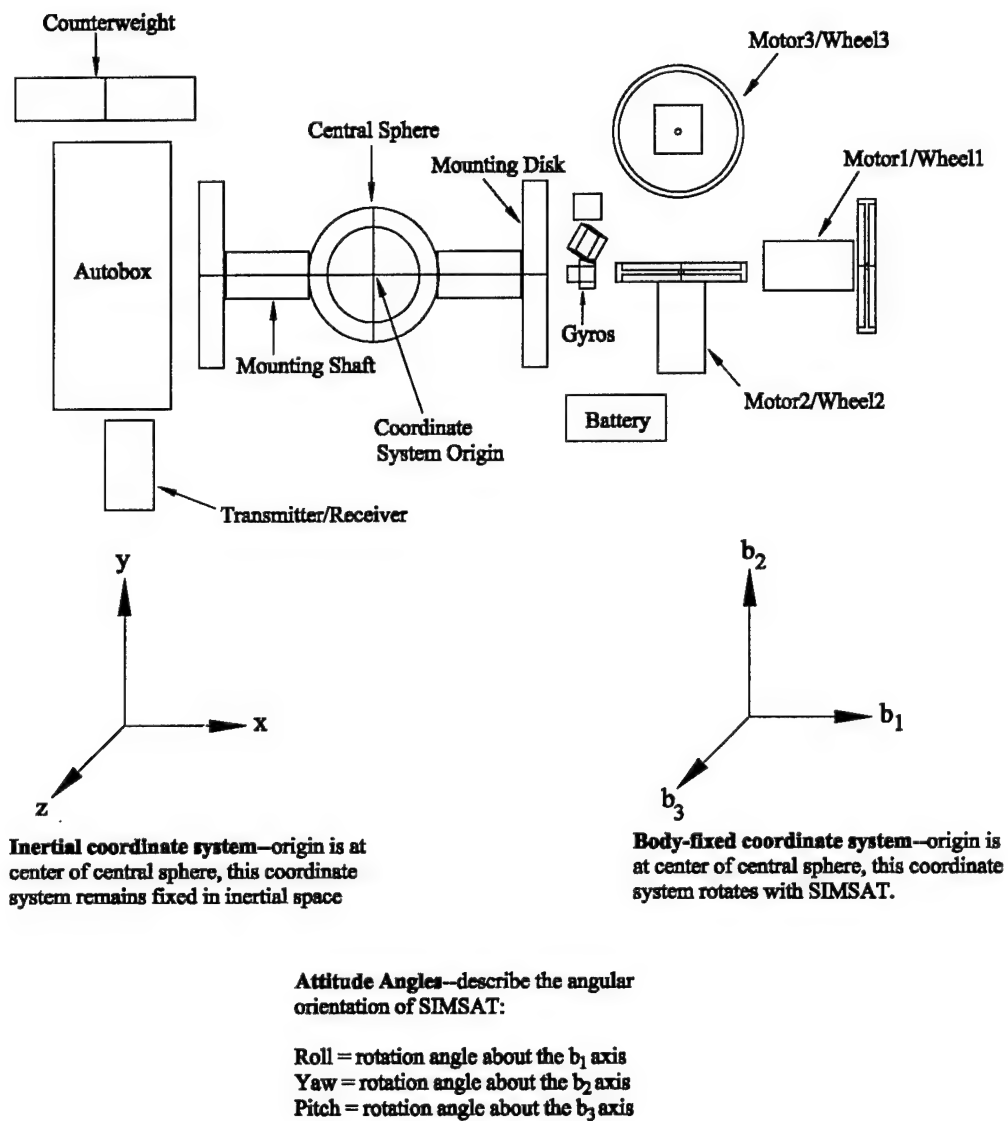 Counterweight
Motor3/Wheel3
Central Sphere
Mounting Disk
Motor1/Wheel1
Autobox
Mounting Shaft
Gyros
Motor2/Wheel2
Coordinate
System Origin
Battery
Transmitter/Receiver
y
x
z
b2
b1
b3
Inertial coordinate system--origin is at
center of central sphere, this coordinate
system remains fixed in inertial space
Body-fixed coordinate system--origin is
at center of central sphere, this coordinate
system rotates with SIMSAT.
Attitude Angles--describe the angular
orientation of SIMSAT:
Roll = rotation angle about the b1 axis
Yaw = rotation angle about the b2 axis
Pitch = rotation angle about the b3 axis